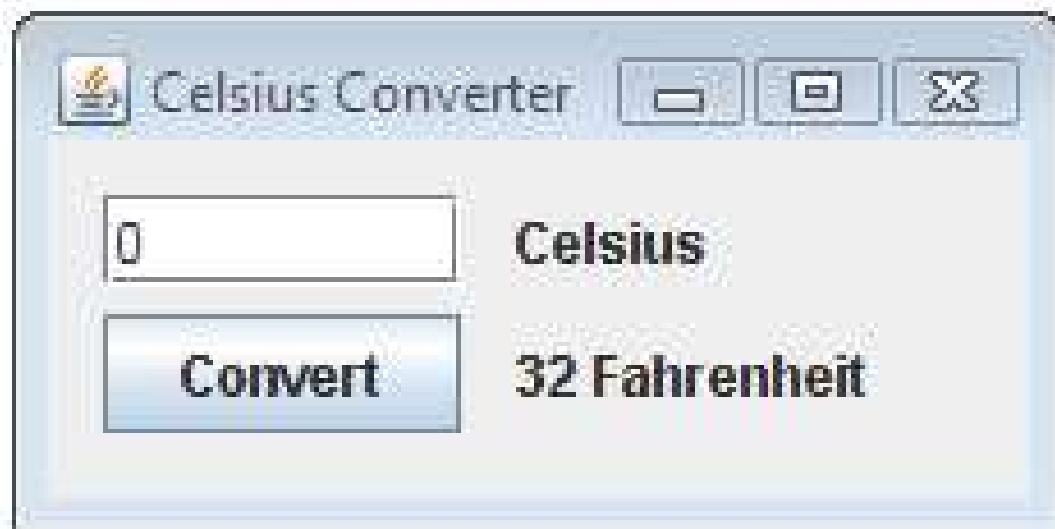 Celsius Converter
0
Celsius
Convert
32 Fahrenheit